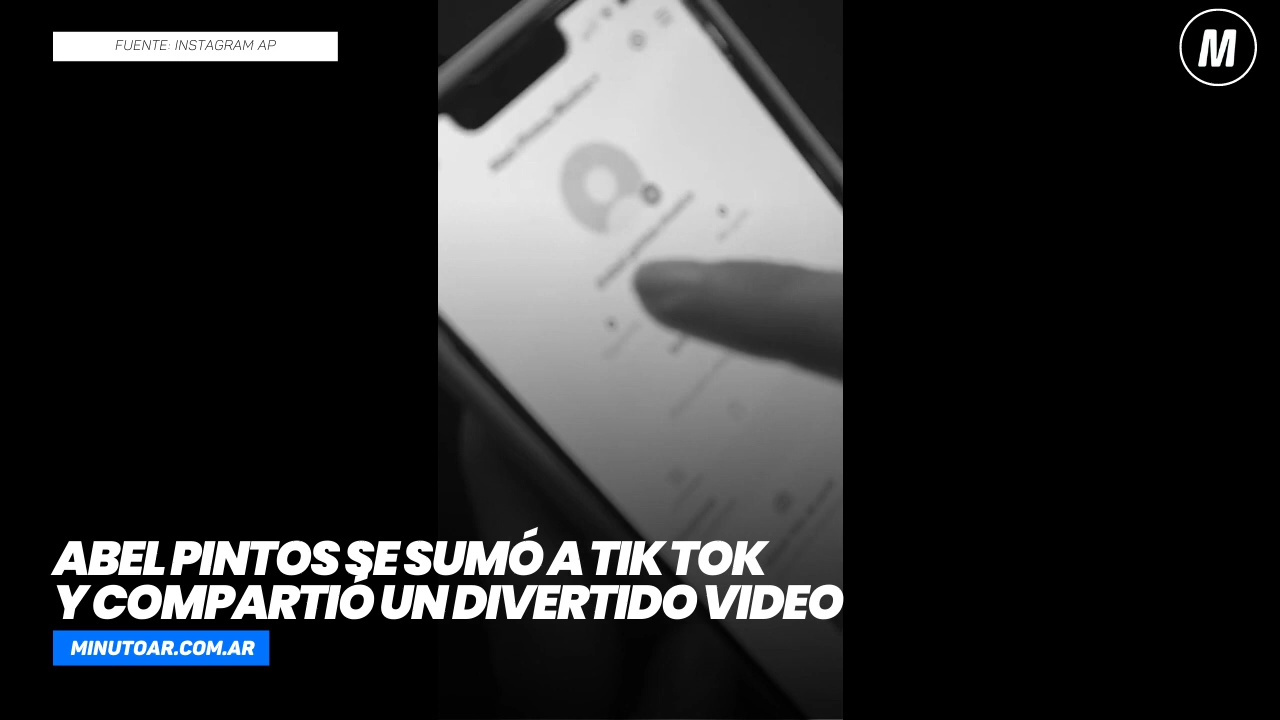 FUENTE: INSTAGRAM AP
M
ABEL PINTOS SE SUMÓ A TIK TOK
Y COMPARTIÓ UN DIVERTIDO VIDEO
MINUTOAR.COM.AR